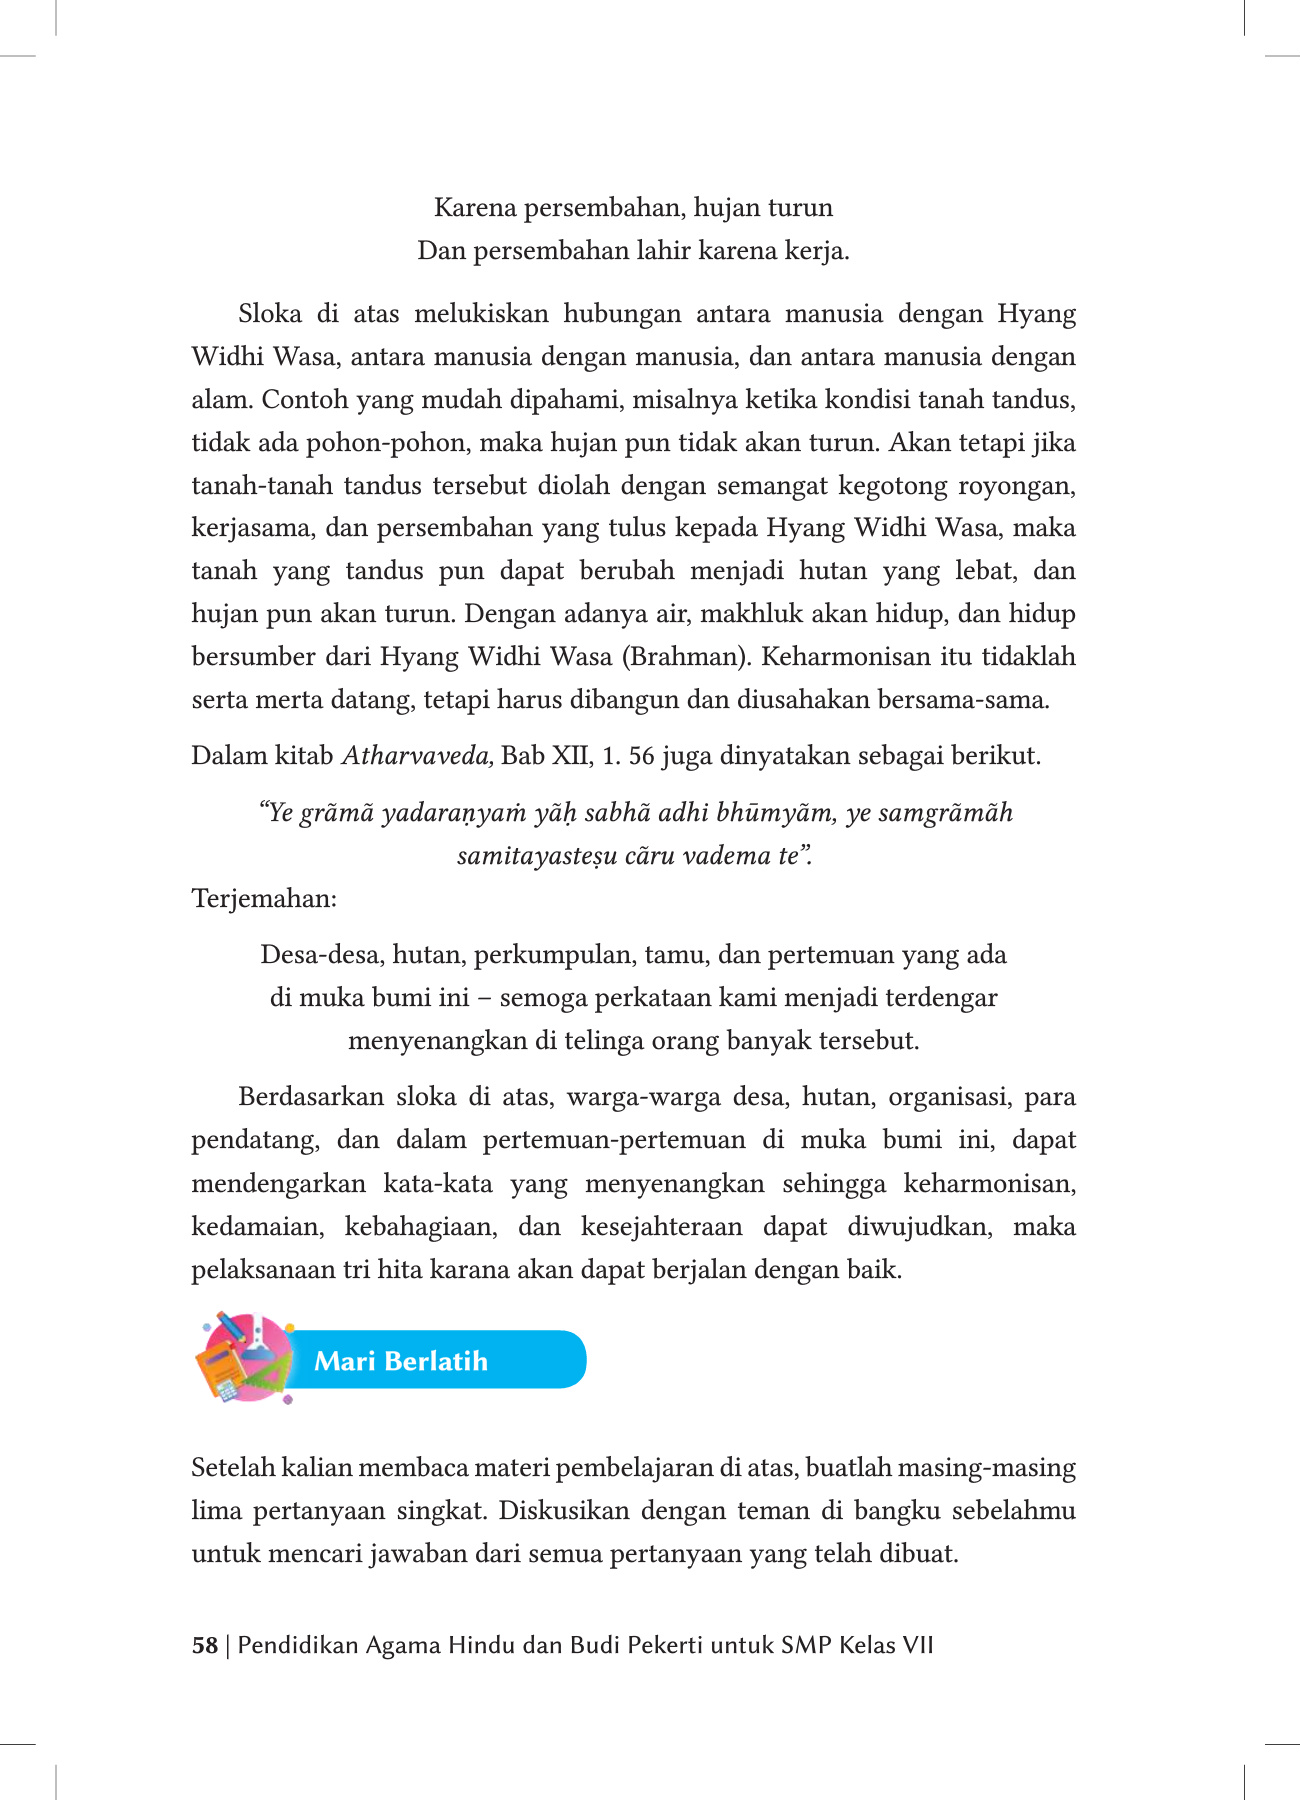 Karena persembahan, hujan turun
Dan persembahan lahir karena kerja.
Sloka di atas melukiskan hubungan antara manusia dengan Hyang
Widhi Wasa, antara manusia dengan manusia, dan antara manusia dengan
alam. Contoh yang mudah dipahami, misalnya ketika kondisi tanah tandus,
tidak ada pohon-pohon, maka hujan pun tidak akan turun. Akan tetapi jika
tanah-tanah tandus tersebut diolah dengan semangat kegotong royongan,
kerjasama, dan persembahan yang tulus kepada Hyang Widhi Wasa, maka
tanah yang tandus pun dapat berubah menjadi hutan yang lebat, dan
hujan pun akan turun. Dengan adanya air, makhluk akan hidup, dan hidup
bersumber dari Hyang Widhi Wasa (Brahman). Keharmonisan itu tidaklah
serta merta datang, tetapi harus dibangun dan diusahakan bersama-sama.
Dalam kitab Atharvaveda, Bab XII, 1. 56 juga dinyatakan sebagai berikut.
“Ye grãmã yadaraṇyaṁ yãḥ sabhã adhi bhūmyãm, ye samgrãmãh
samitayasteṣu cãru vadema te”.
Terjemahan:
Desa-desa, hutan, perkumpulan, tamu, dan pertemuan yang ada
di muka bumi ini – semoga perkataan kami menjadi terdengar
menyenangkan di telinga orang banyak tersebut.
Berdasarkan sloka di atas, warga-warga desa, hutan, organisasi, para
pendatang, dan dalam pertemuan-pertemuan di muka bumi ini, dapat
mendengarkan kata-kata yang menyenangkan sehingga keharmonisan,
kedamaian, kebahagiaan, dan kesejahteraan dapat diwujudkan, maka
pelaksanaan tri hita karana akan dapat berjalan dengan baik.
Mari Berlatih
Setelah kalian membaca materi pembelajaran di atas, buatlah masing-masing
lima pertanyaan singkat. Diskusikan dengan teman di bangku sebelahmu
untuk mencari jawaban dari semua pertanyaan yang telah dibuat.
58 | Pendidikan Agama Hindu dan Budi Pekerti untuk SMP Kelas VII